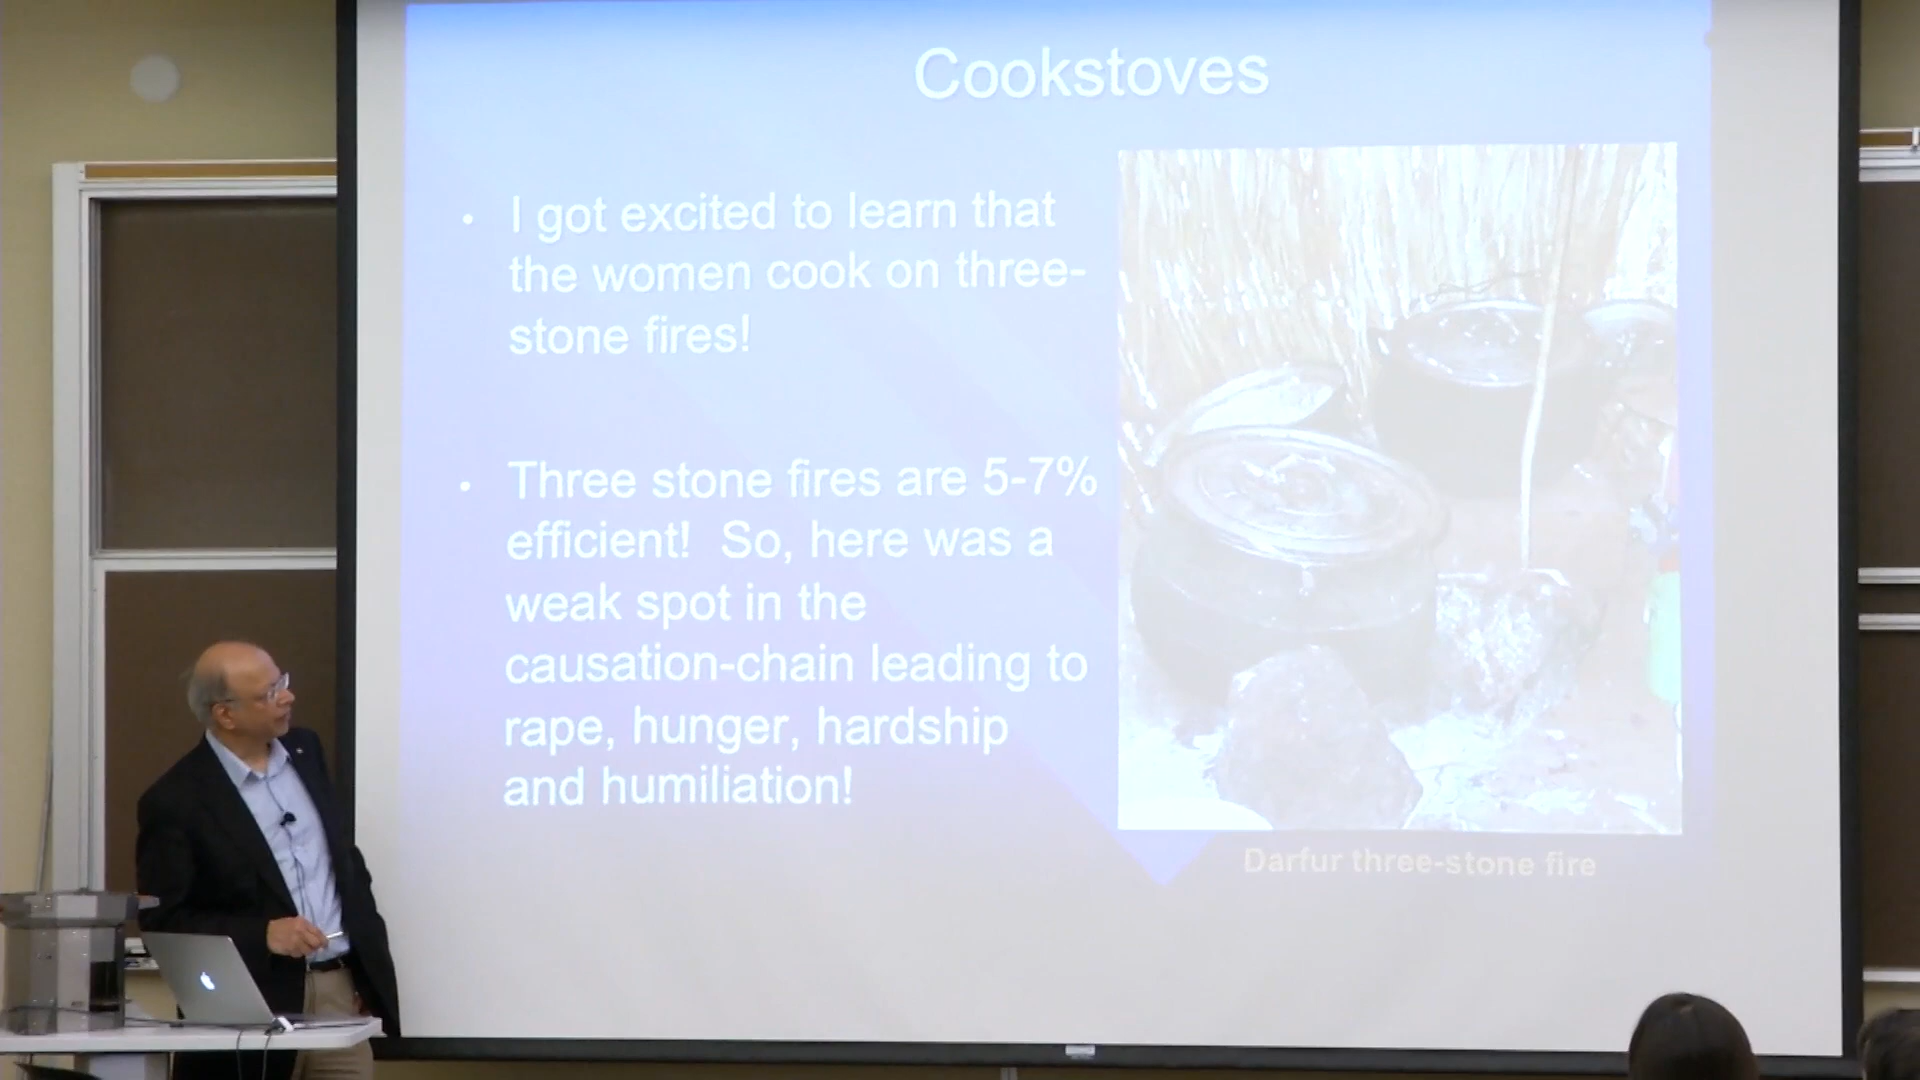 Cookstoves
• I got excited to learn that
the women cook on three-
stone fires!
• Three stone fires are 5-7%
efficient! So, here was a
weak spot in the
causation-chain leading to
rape, hunger, hardship
and humiliation!
Darfur three-stone fire